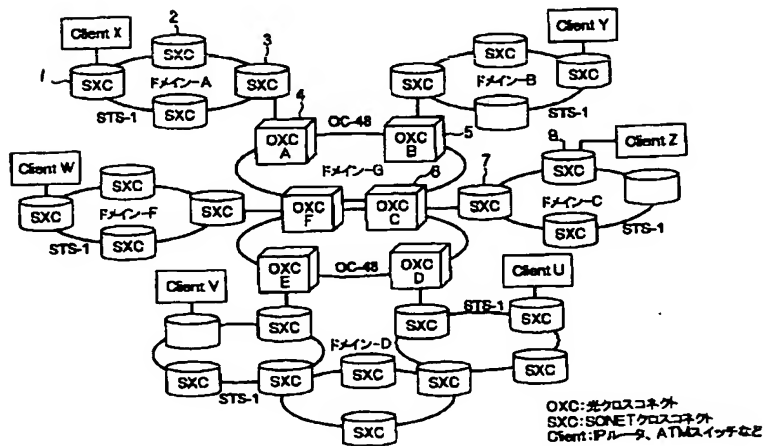 Client X
2
SXC
3
1
SXC
ドメイン-A
SXC
STS-1
SXC
4
Client Y
SXC
SXC
ドメイン-B
SXC
STS-1
OXC
A
OC-48
OXC
B
5
ドメイン-G
6
Client W
SXC
SXC
ドメイン-F
SXC
STS-1
SXC
OXC
F
OXC
C
7
SXC
8
SXC
Client Z
ドメイン-C
SXC
STS-1
OXC
E
OC-48
OXC
D
Client V
SXC
SXC
STS-1
SXC
Client U
SXC
STS-1
SXC
SXC
ドメイン-D
SXC
SXC
SXC
OXC:光クロスコネクト
SXC:SONETクロスコネクト
Client:IPルータ、ATMスイッチなど